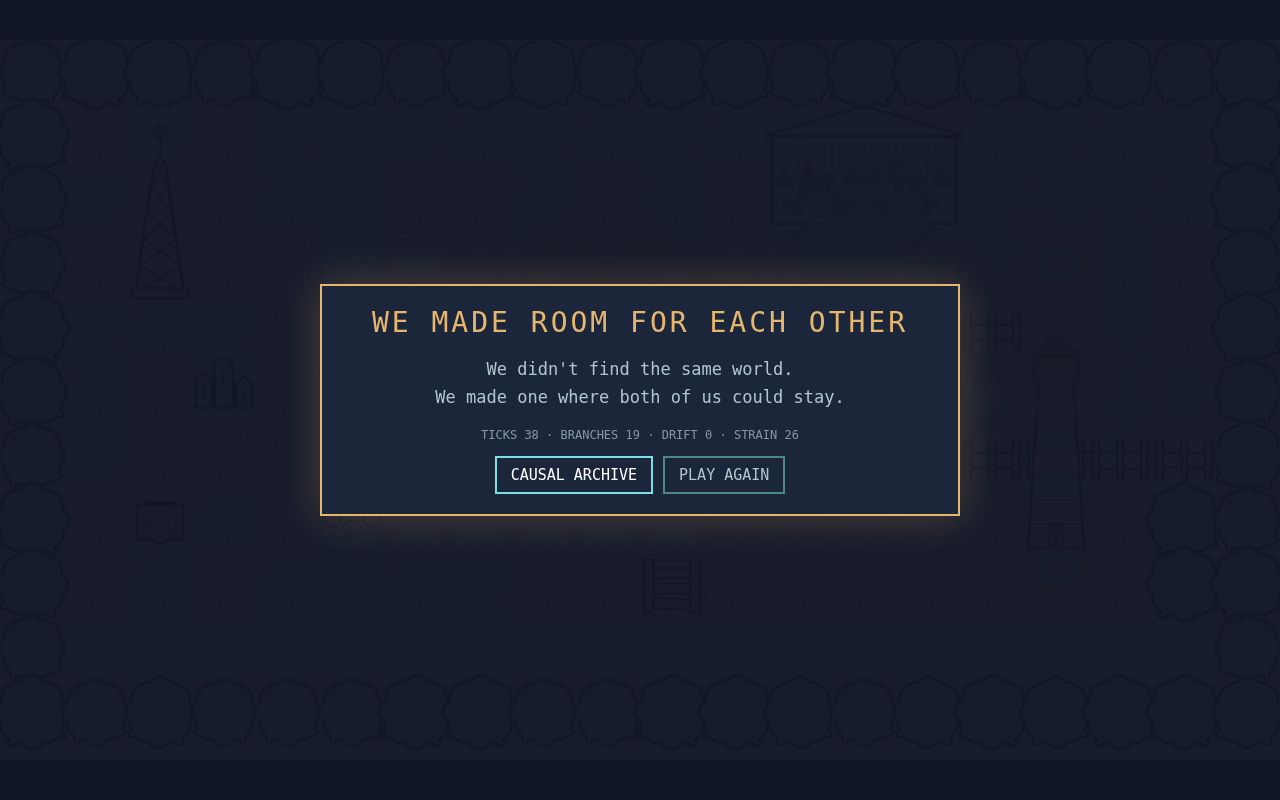 WE MADE ROOM FOR EACH OTHER
We didn't find the same world.
We made one where both of us could stay.
TICKS 38 · BRANCHES 19 · DRIFT 0 · STRAIN 26
CAUSAL ARCHIVE
PLAY AGAIN